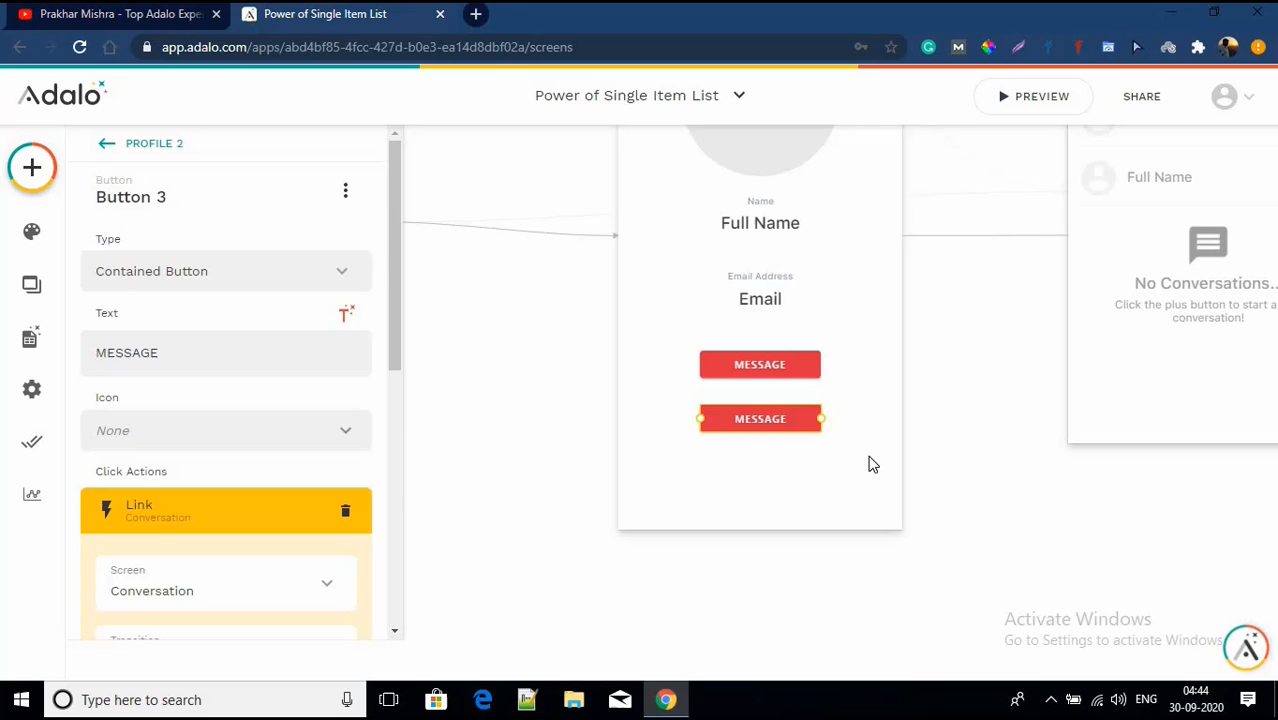 Prakhar Mishra - Top Adalo Expe
Power of Single Item List
app.adalo.com/apps/abd4bf85-4fcc-427d-b0e3-ea14d8dbf02a/screens
Adalo
Power of Single Item List
PREVIEW
SHARE
PROFILE 2
Button
Button 3
Type
Contained Button
Text
MESSAGE
Icon
None
Click Actions
Link
Conversation
Screen
Conversation
Transition
Name
Full Name
Email Address
Email
MESSAGE
MESSAGE
Full Name
No Conversations..
Click the plus button to start a
conversation!
Activate Windows
Go to Settings to activate Windows.
Type here to search
ENG
04:44
30-09-2020